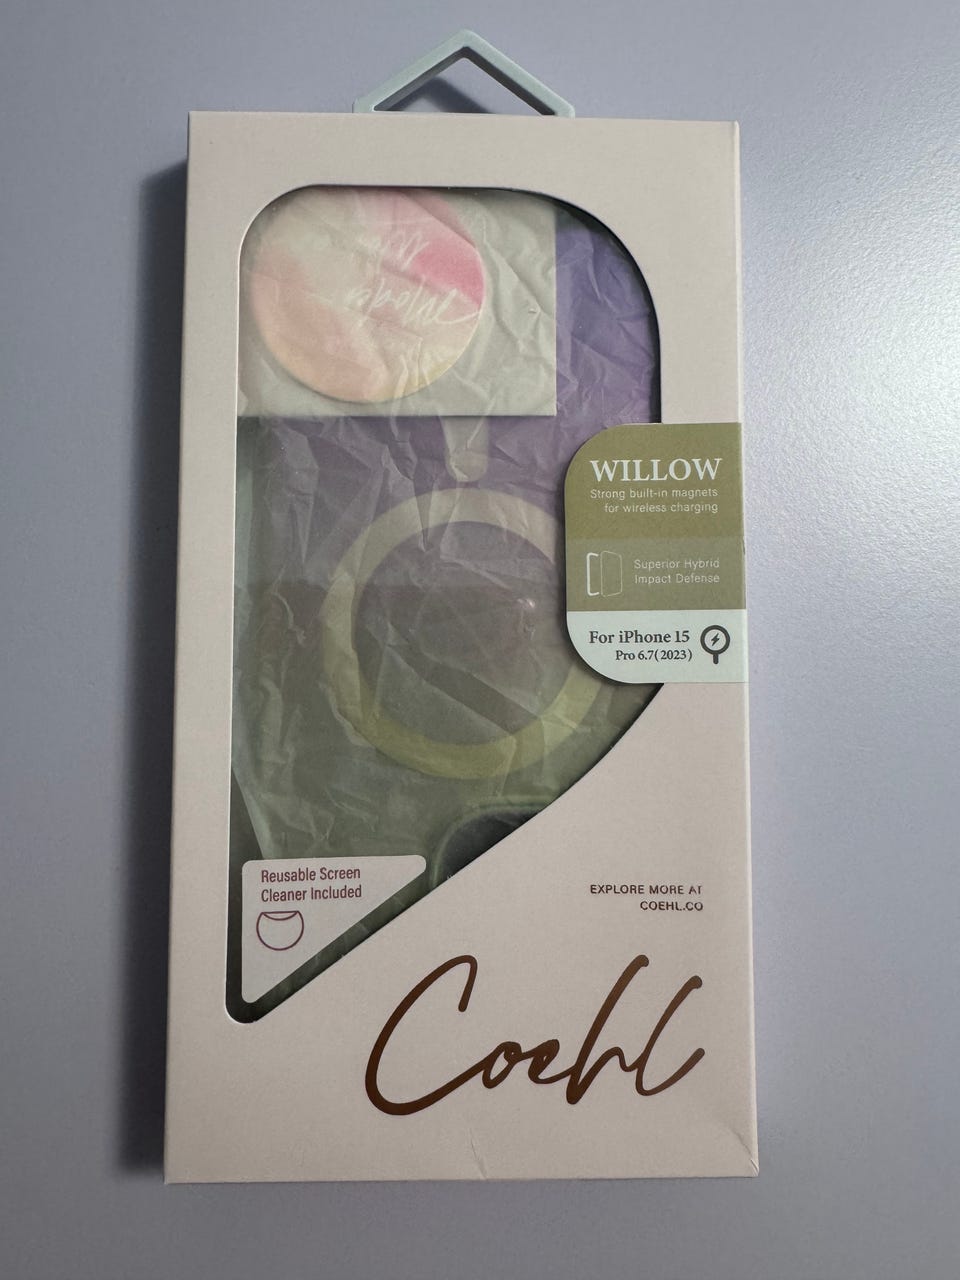 WILLOW
Strong built-in magnets
for wireless charging
Superior Hybrid
Impact Defense
For iPhone 15
Pro 6.7(2023)
Reusable Screen
Cleaner Included
EXPLORE MORE AT
COEHL.CO
Coehl